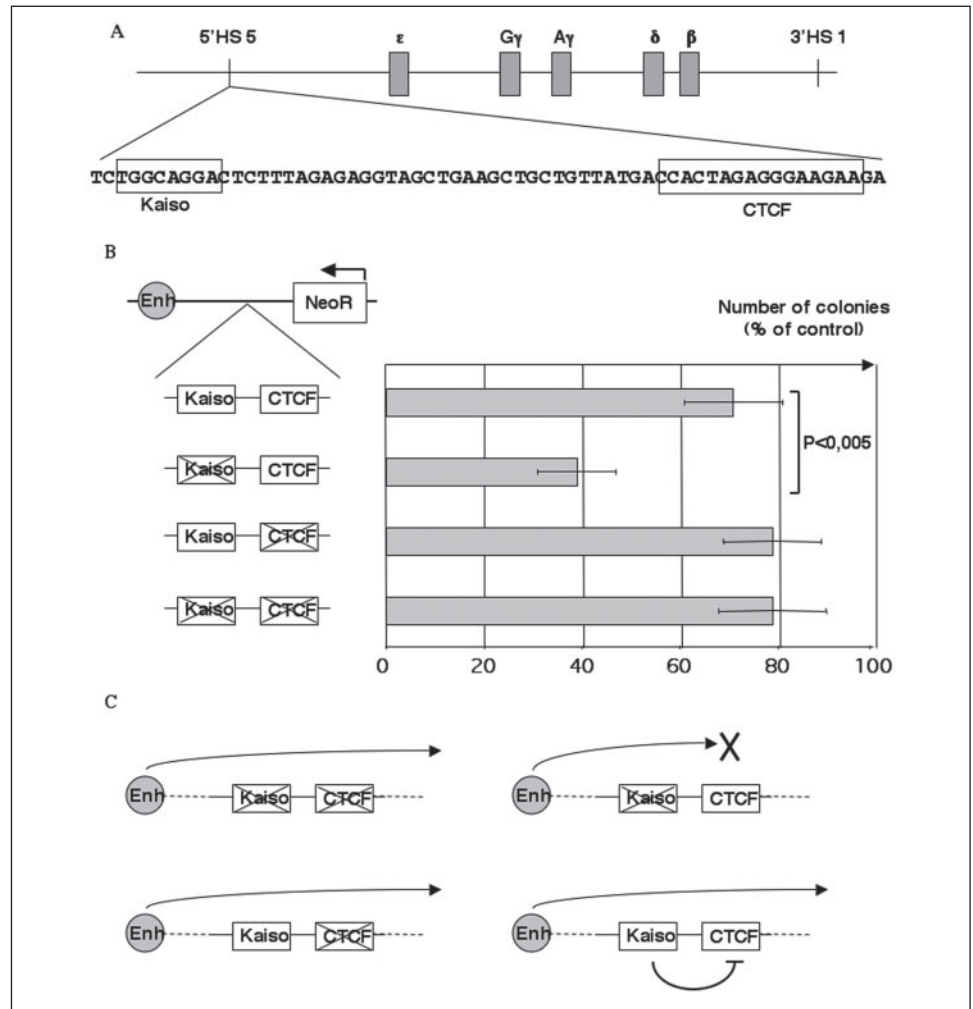 A
5'HS 5 ε Gγ Aγ δ β 3'HS 1
TCTGGCAGGACTCTTTAGAGAGGTAGCTGAAGCTGCTGTTATGACCACTAGAGGGAAGAAGA
Kaiso CTCF
B
Enh NeoR
Number of colonies
(% of control)
Kaiso CTCF
P<0,005
Kaiso CTCF
Kaiso CTCF
Kaiso CTCF
0 20 40 60 80 100
C
Enh Kaiso CTCF Enh Kaiso CTCF
Enh Kaiso CTCF Enh Kaiso CTCF